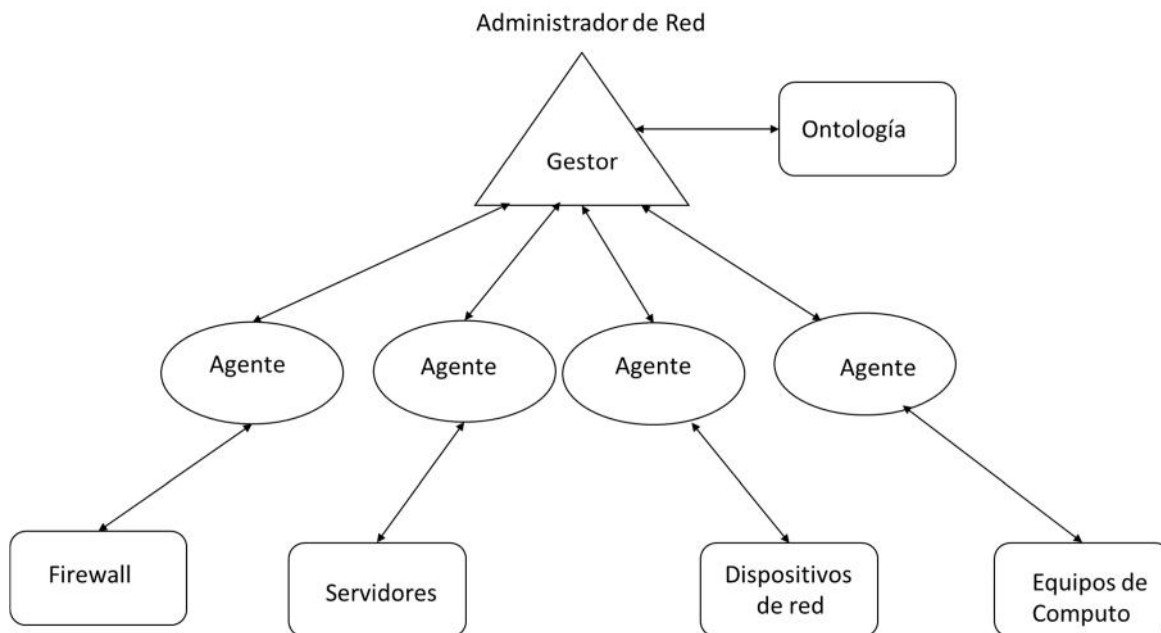 Administrador de Red
Ontología
Gestor
Agente
Agente
Agente
Agente
Firewall
Servidores
Dispositivos
de red
Equipos de
Computo